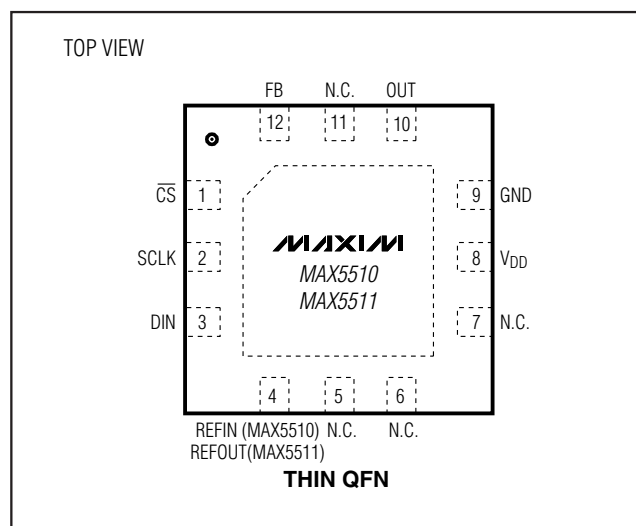 TOP VIEW
FB N.C. OUT
12 11 10
CS 1 9 GND
MAXIM
SCLK 2 8 VDD
MAX5510
MAX5511
DIN 3 7 N.C.
4 5 6
REFIN (MAX5510) N.C. N.C.
REFOUT(MAX5511)
THIN QFN